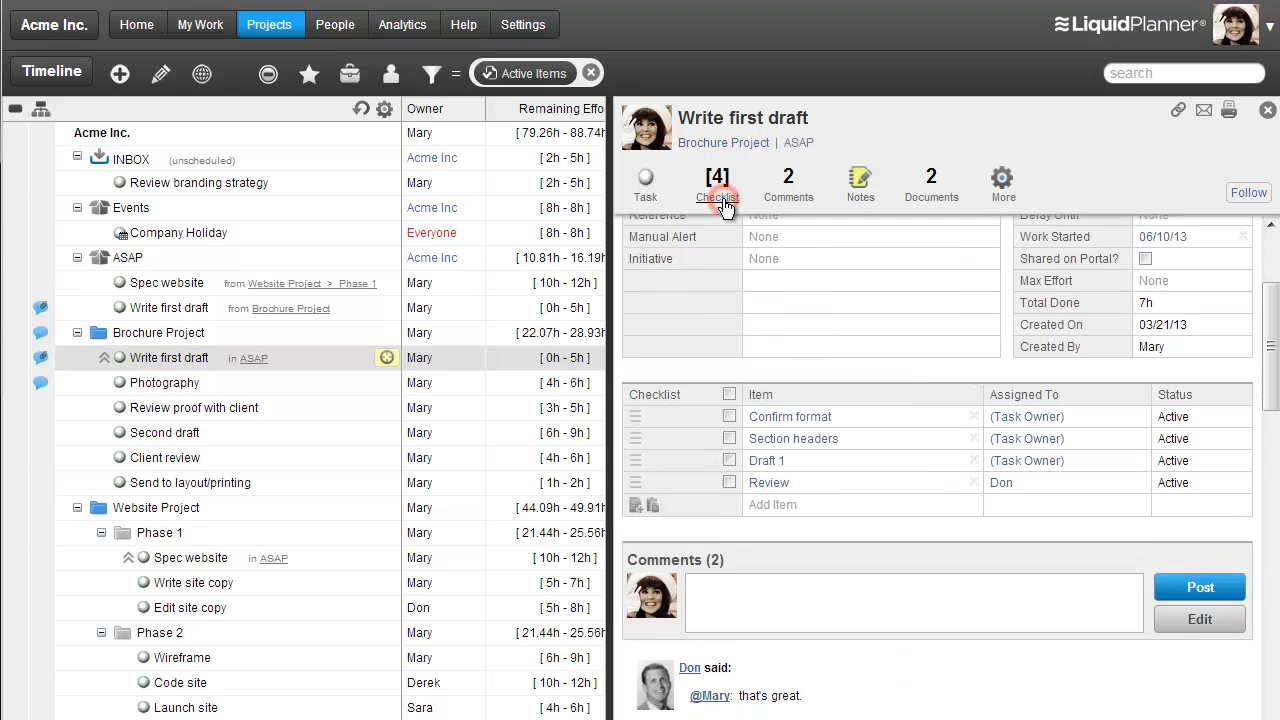 Acme Inc. Home My Work Projects People Analytics Help Settings LiquidPlanner®
Timeline = Active Items search
Owner Remaining Effo
Acme Inc. Mary [ 79.26h - 88.74h
INBOX (unscheduled) Acme Inc [ 2h - 5h ]
Review branding strategy Mary [ 2h - 5h ]
Events Acme Inc [ 8h - 8h ]
Company Holiday Everyone [ 8h - 8h ]
ASAP Acme Inc [ 10.81h - 16.19h
Spec website from Website Project > Phase 1 Mary [ 10h - 12h ]
Write first draft from Brochure Project Mary [ 0h - 5h ]
Brochure Project Mary [ 22.07h - 28.93h
Write first draft in ASAP Mary [ 0h - 5h ]
Photography Mary [ 4h - 6h ]
Review proof with client Mary [ 3h - 5h ]
Second draft Mary [ 6h - 9h ]
Client review Mary [ 4h - 6h ]
Send to layout/printing Mary [ 1h - 2h ]
Website Project Mary [ 44.09h - 49.91h
Phase 1 Mary [ 21.44h - 25.56h
Spec website in ASAP Mary [ 10h - 12h ]
Write site copy Mary [ 5h - 7h ]
Edit site copy Don [ 5h - 8h ]
Phase 2 Mary [ 21.44h - 25.56h
Wireframe Mary [ 6h - 9h ]
Code site Derek [ 10h - 12h ]
Launch site Sara [ 4h - 6h ]
Write first draft
Brochure Project | ASAP
[4] 2 2
Task Checklist Comments Notes Documents More Follow
Reference None Delay Until None
Manual Alert None Work Started 06/10/13
Initiative None Shared on Portal?
Max Effort None
Total Done 7h
Created On 03/21/13
Created By Mary
Checklist Item Assigned To Status
Confirm format (Task Owner) Active
Section headers (Task Owner) Active
Draft 1 (Task Owner) Active
Review Don Active
Add Item
Comments (2)
Post
Edit
Don said:
@Mary: that's great.